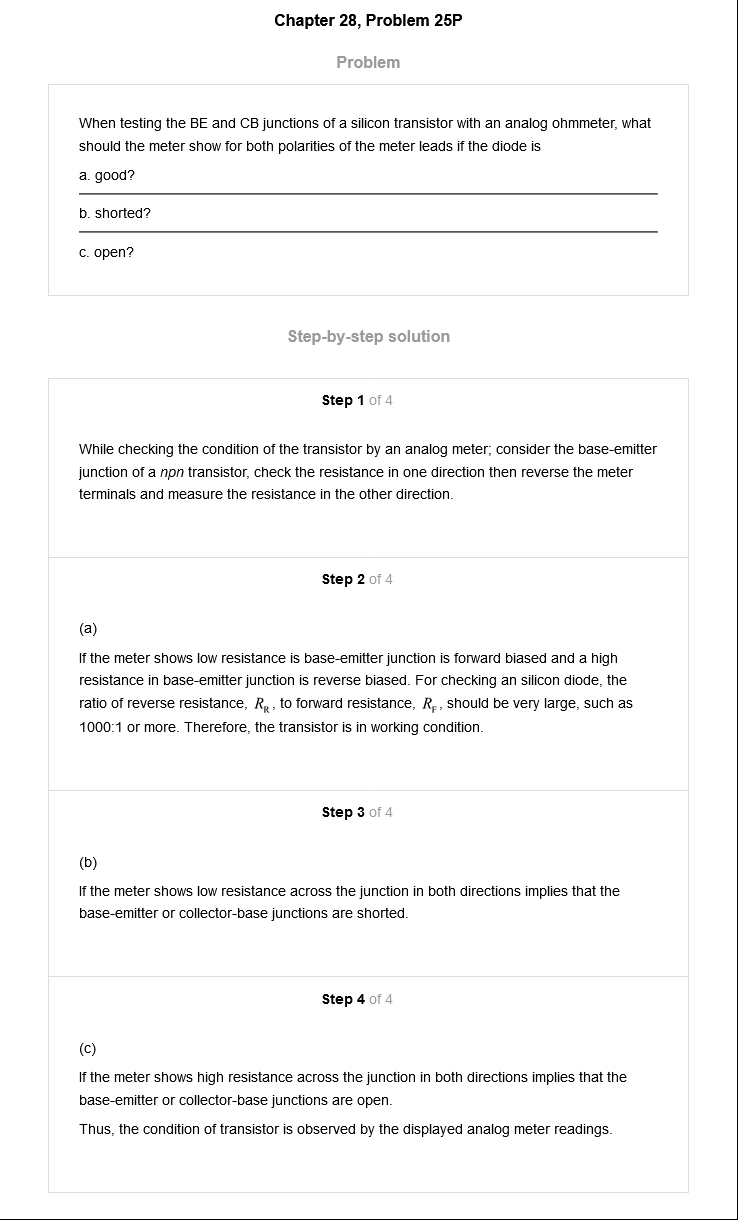 Chapter 28, Problem 25P
Problem
When testing the BE and CB junctions of a silicon transistor with an analog ohmmeter, what
should the meter show for both polarities of the meter leads if the diode is
a. good?
b. shorted?
c. open?
Step-by-step solution
Step 1 of 4
While checking the condition of the transistor by an analog meter; consider the base-emitter
junction of a npn transistor, check the resistance in one direction then reverse the meter
terminals and measure the resistance in the other direction.
Step 2 of 4
(a)
If the meter shows low resistance is base-emitter junction is forward biased and a high
resistance in base-emitter junction is reverse biased. For checking an silicon diode, the
ratio of reverse resistance, R_R, to forward resistance, R_F, should be very large, such as
1000:1 or more. Therefore, the transistor is in working condition.
Step 3 of 4
(b)
If the meter shows low resistance across the junction in both directions implies that the
base-emitter or collector-base junctions are shorted.
Step 4 of 4
(c)
If the meter shows high resistance across the junction in both directions implies that the
base-emitter or collector-base junctions are open.
Thus, the condition of transistor is observed by the displayed analog meter readings.